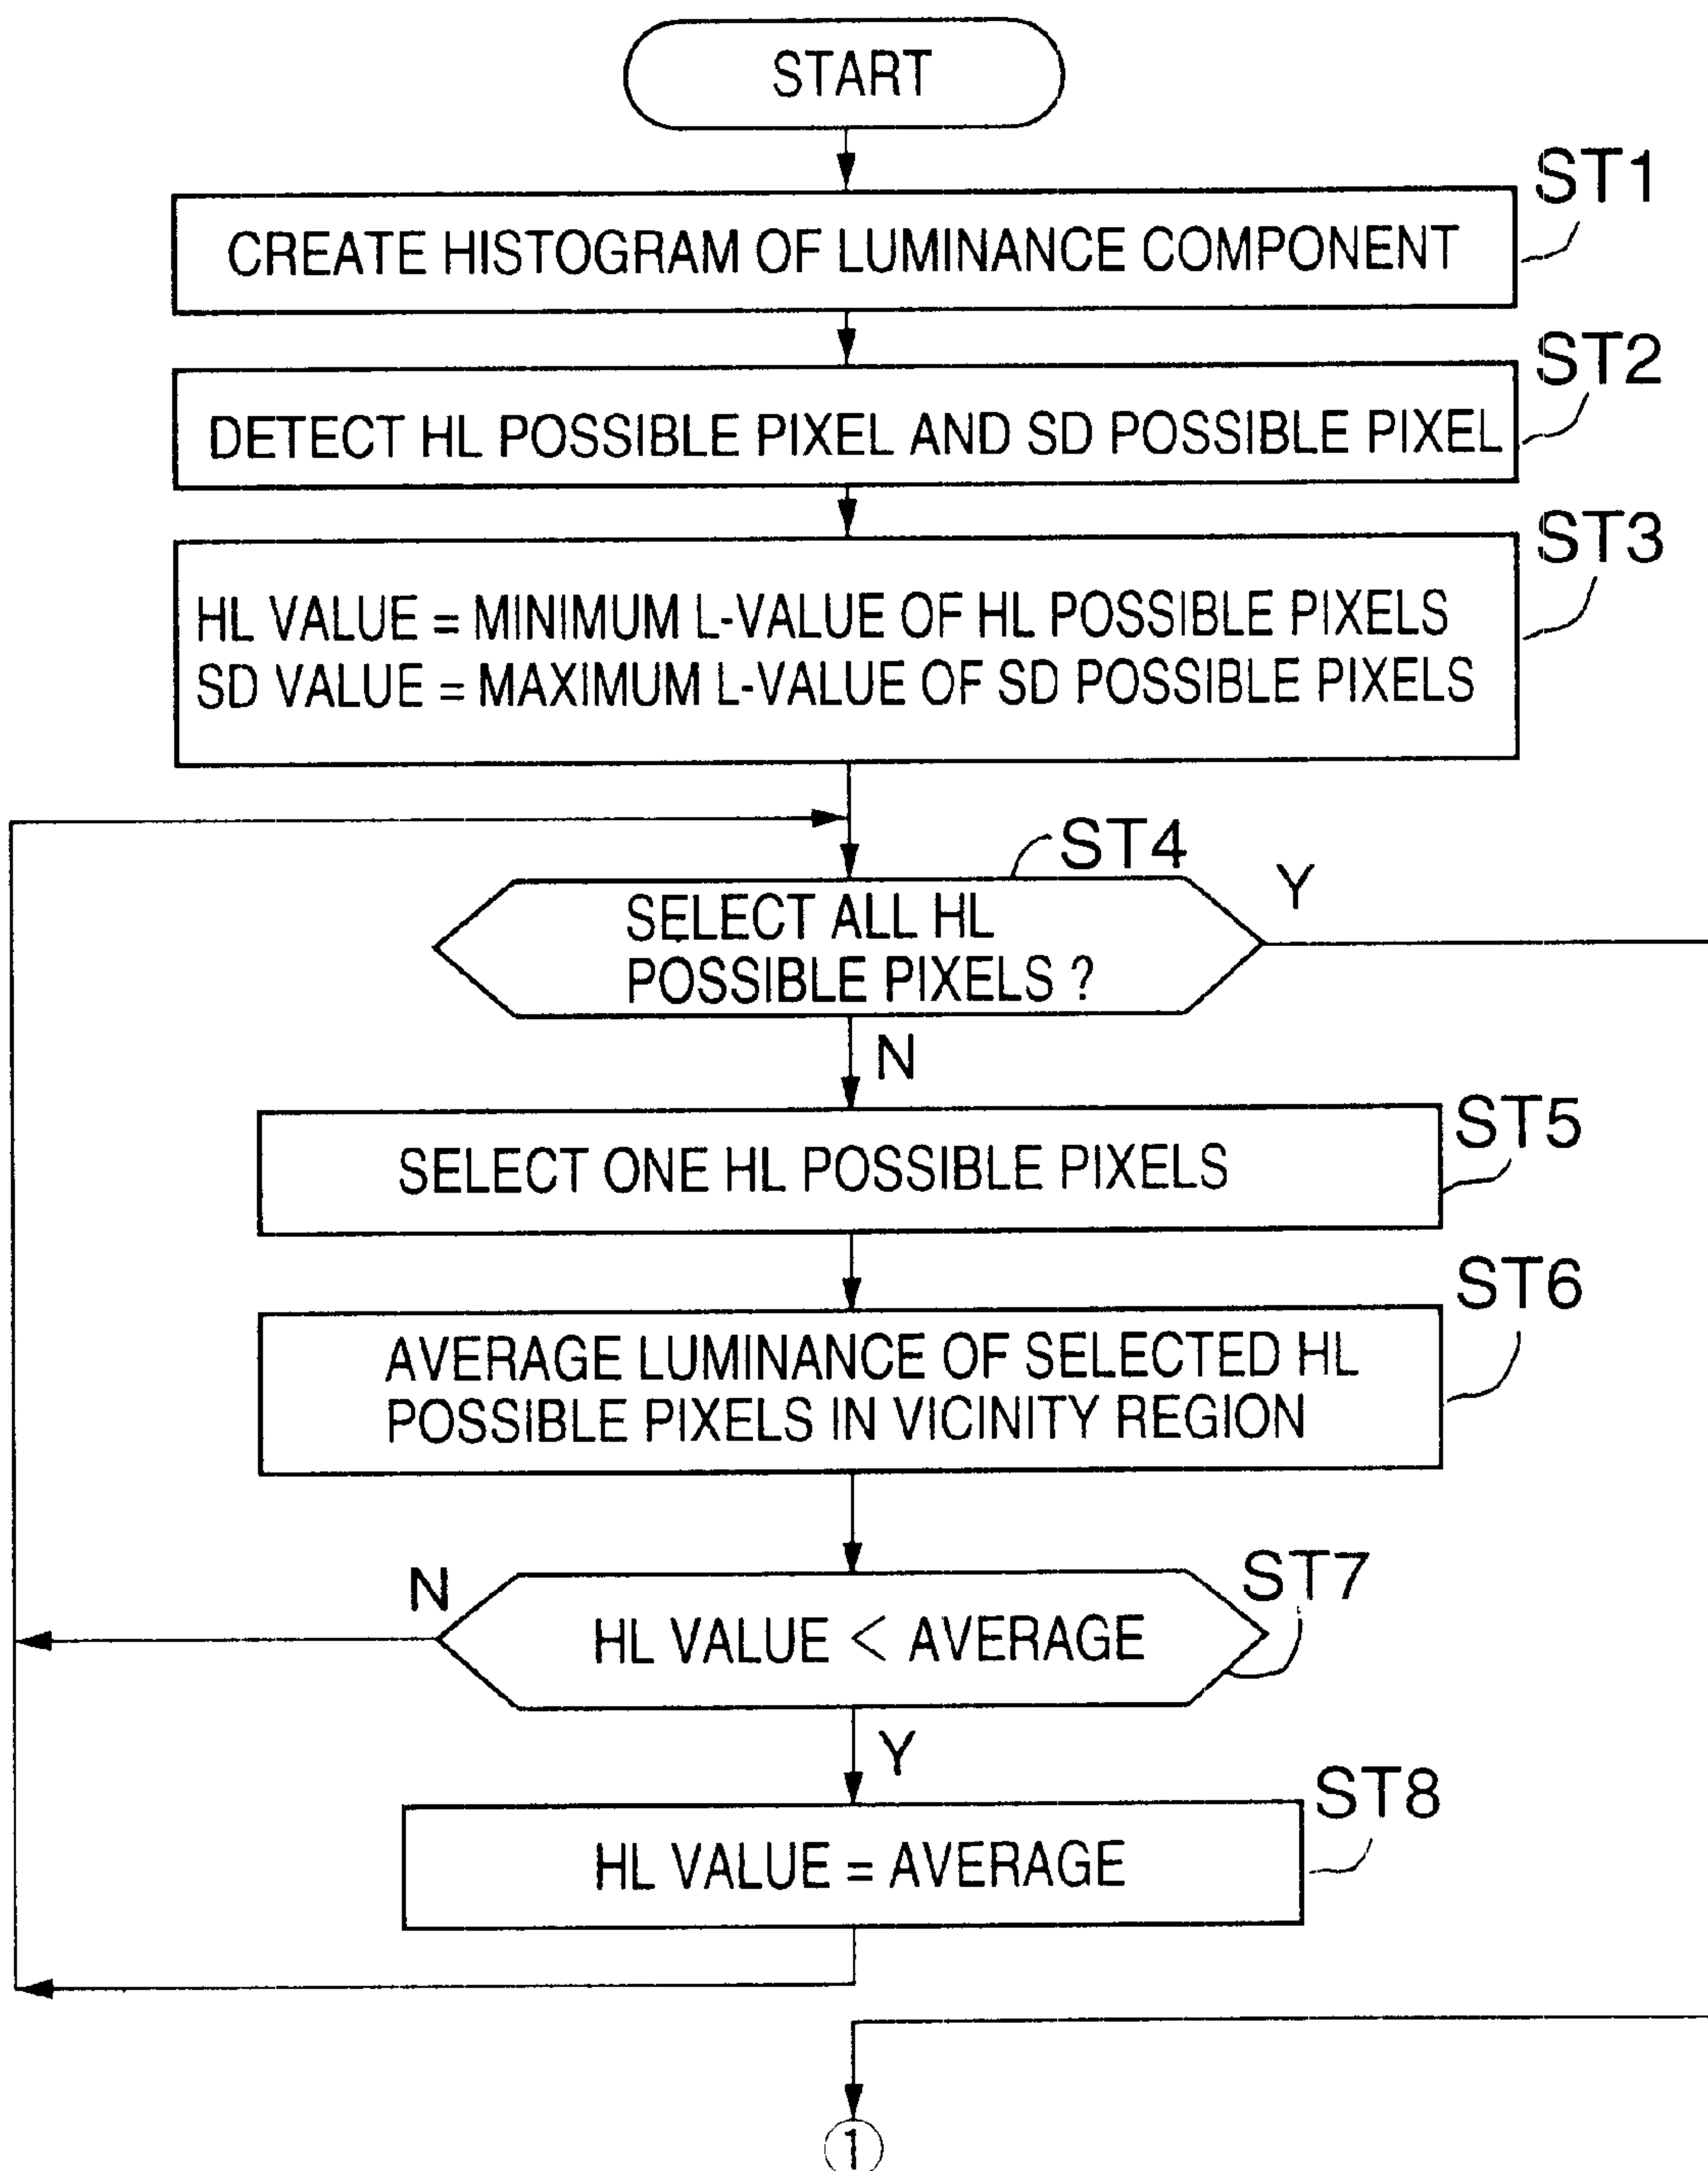 START
ST1
CREATE HISTOGRAM OF LUMINANCE COMPONENT
ST2
DETECT HL POSSIBLE PIXEL AND SD POSSIBLE PIXEL
ST3
HL VALUE = MINIMUM L-VALUE OF HL POSSIBLE PIXELS
SD VALUE = MAXIMUM L-VALUE OF SD POSSIBLE PIXELS
ST4
Y
SELECT ALL HL
POSSIBLE PIXELS ?
N
ST5
SELECT ONE HL POSSIBLE PIXELS
ST6
AVERAGE LUMINANCE OF SELECTED HL
POSSIBLE PIXELS IN VICINITY REGION
N
ST7
HL VALUE < AVERAGE
Y
ST8
HL VALUE = AVERAGE
1